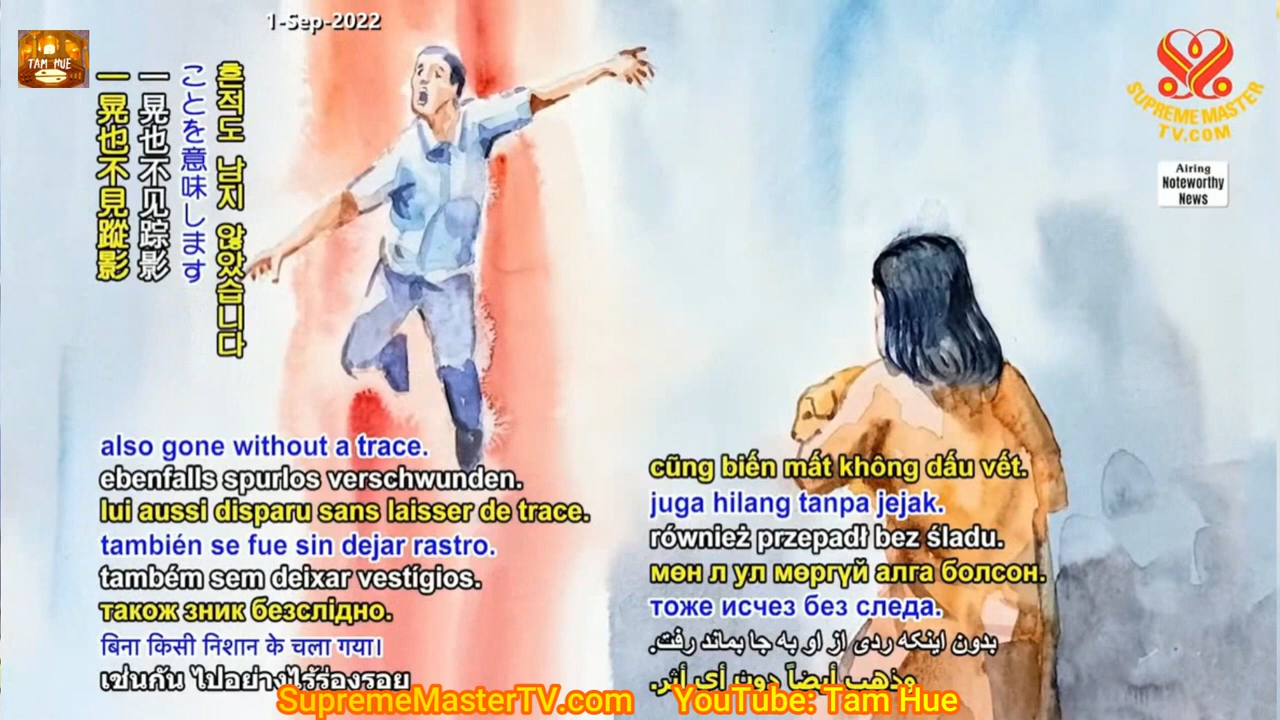 1-Sep-2022
TAM HUE
SUPREME MASTER
TV.COM
Airing
Noteworthy
News
흔적도 남지 않았습니다
ことを意味します
一晃也不见踪影
一晃也不見蹤影
also gone without a trace.
ebenfalls spurlos verschwunden.
lui aussi disparu sans laisser de trace.
también se fue sin dejar rastro.
também sem deixar vestígios.
також зник безслідно.
बिना किसी निशान के चला गया।
เช่นกัน ไปอย่างไร้ร่องรอย
cũng biến mất không dấu vết.
juga hilang tanpa jejak.
również przepadł bez śladu.
мөн л ул мөргүй алга болсон.
тоже исчез без следа.
بدون اینکه ردی از او به جا بماند رفت.
وذهب أيضاً دون أي أثر.
SupremeMasterTV.com YouTube: Tam Hue